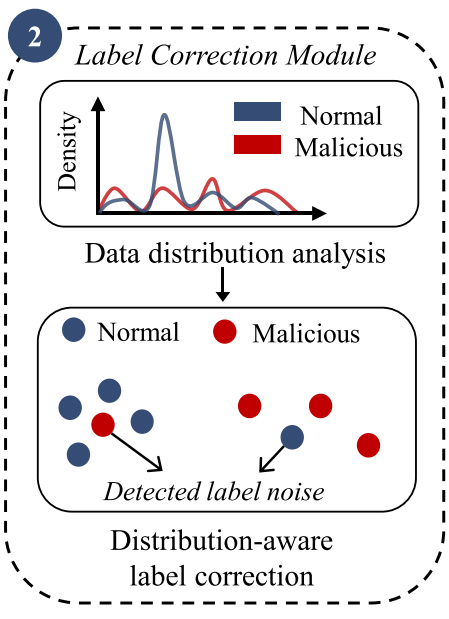 2
Label Correction Module
Density
Normal
Malicious
Data distribution analysis
Normal
Malicious
Detected label noise
Distribution-aware
label correction